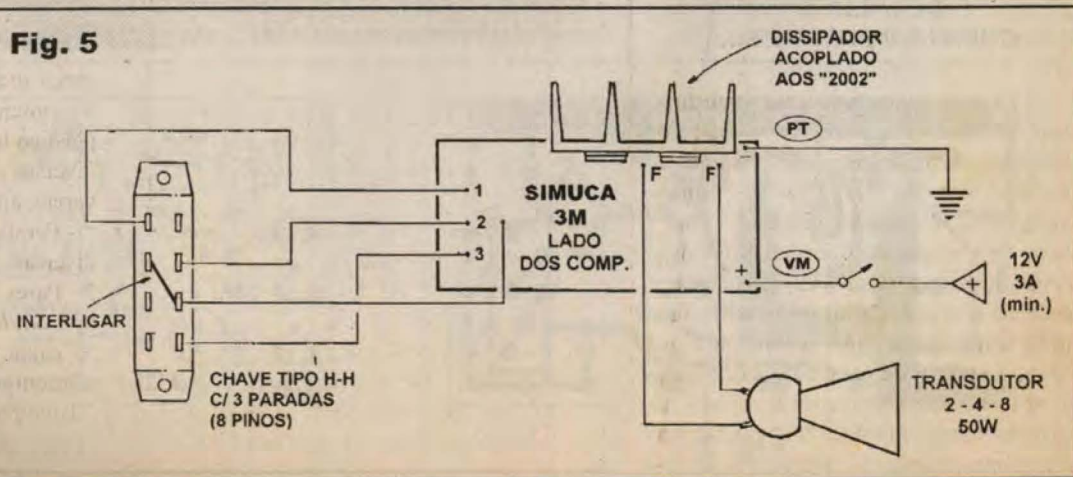 Fig. 5
DISSIPADOR
ACOPLADO
AOS "2002"
PT
F F
1
2
3
SIMUCA
3M
LADO
DOS COMP.
+
VM
+
12V
3A
(min.)
INTERLIGAR
CHAVE TIPO H-H
C/ 3 PARADAS
(8 PINOS)
TRANSDUTOR
2 - 4 - 8
50W